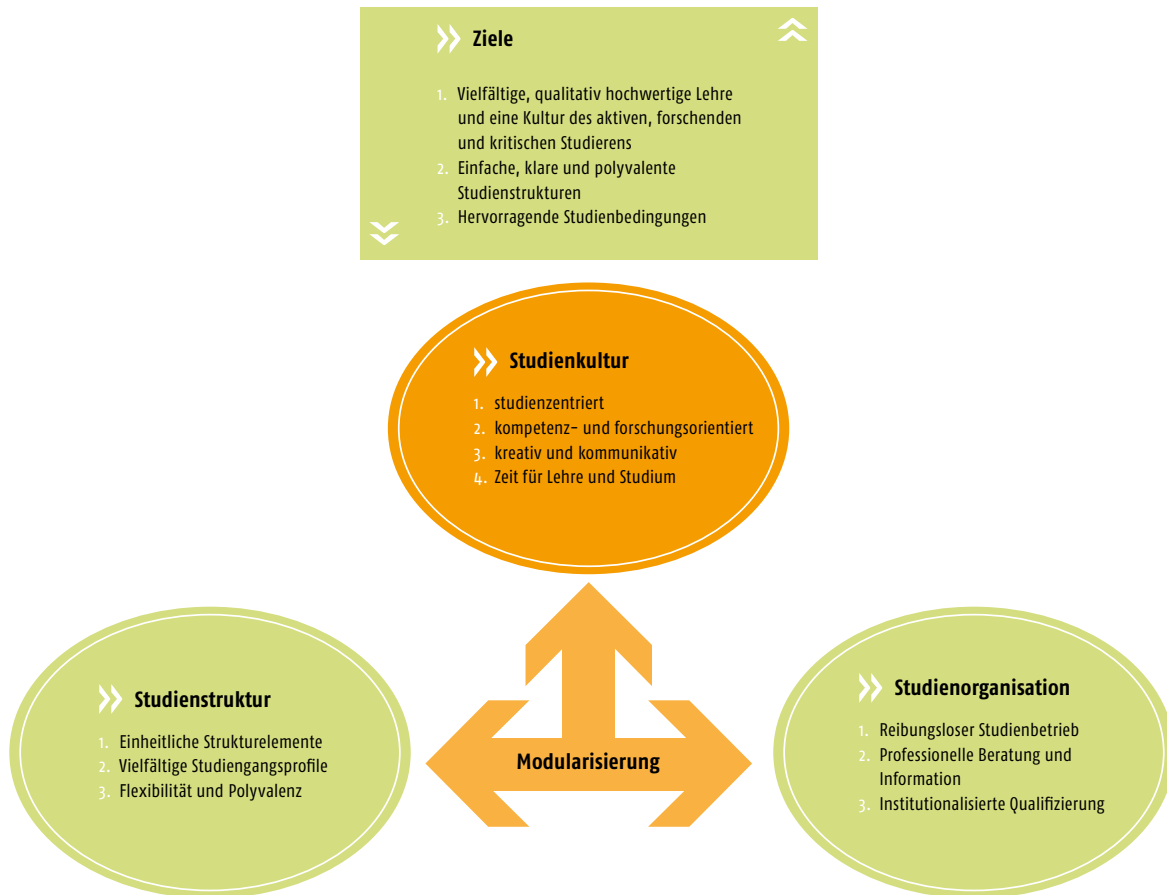 Ziele
1. Vielfältige, qualitativ hochwertige Lehre
und eine Kultur des aktiven, forschenden
und kritischen Studierens
2. Einfache, klare und polyvalente
Studienstrukturen
3. Hervorragende Studienbedingungen
Studienkultur
1. studienzentriert
2. kompetenz- und forschungsorientiert
3. kreativ und kommunikativ
4. Zeit für Lehre und Studium
Studienstruktur
1. Einheitliche Strukturelemente
2. Vielfältige Studiengangsprofile
3. Flexibilität und Polyvalenz
Modularisierung
Studienorganisation
1. Reibungsloser Studienbetrieb
2. Professionelle Beratung und
Information
3. Institutionalisierte Qualifizierung